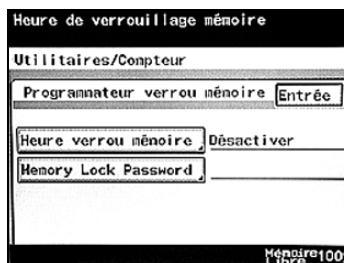 Heure de verrouillage mémoire
Utilitaires/Compteur
Programmateur verrou mémoire Entrée
Heure verrou mémoire Désactiver
Memory Lock Password
Mémoire 100%
Libre